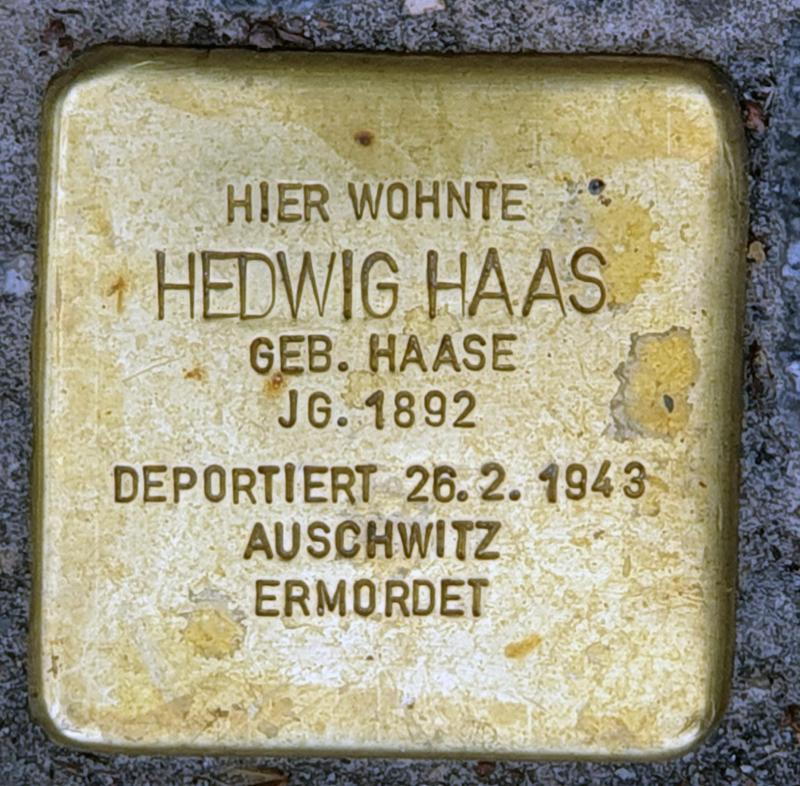 HIER WOHNTE
HEDWIG HAAS
GEB. HAASE
JG. 1892
DEPORTIERT 26.2.1943
AUSCHWITZ
ERMORDET